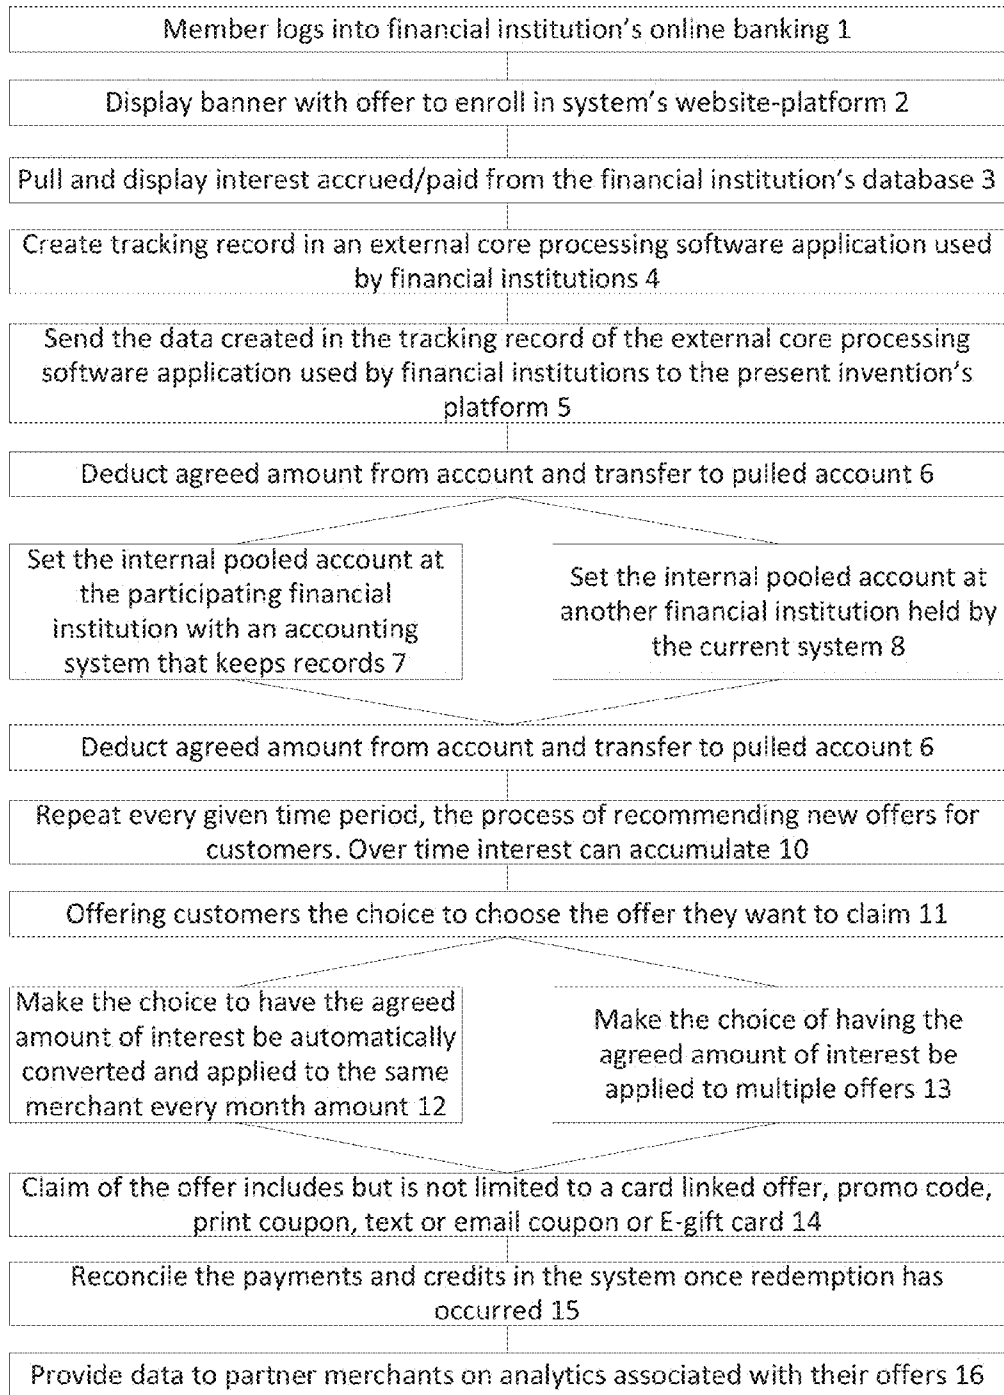 Member logs into financial institution's online banking 1
Display banner with offer to enroll in system's website-platform 2
Pull and display interest accrued/paid from the financial institution's database 3
Create tracking record in an external core processing software application used
by financial institutions 4
Send the data created in the tracking record of the external core processing
software application used by financial institutions to the present invention's
platform 5
Deduct agreed amount from account and transfer to pulled account 6
Set the internal pooled account at
the participating financial
institution with an accounting
system that keeps records 7
Set the internal pooled account at
another financial institution held by
the current system 8
Deduct agreed amount from account and transfer to pulled account 6
Repeat every given time period, the process of recommending new offers for
customers. Over time interest can accumulate 10
Offering customers the choice to choose the offer they want to claim 11
Make the choice to have the agreed
amount of interest be automatically
converted and applied to the same
merchant every month amount 12
Make the choice of having the
agreed amount of interest be
applied to multiple offers 13
Claim of the offer includes but is not limited to a card linked offer, promo code,
print coupon, text or email coupon or E-gift card 14
Reconcile the payments and credits in the system once redemption has
occurred 15
Provide data to partner merchants on analytics associated with their offers 16